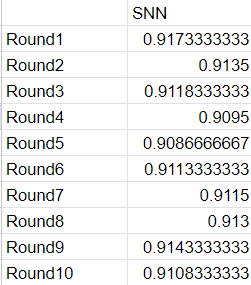 SNN
Round1 0.9173333333
Round2 0.9135
Round3 0.9118333333
Round4 0.9095
Round5 0.9086666667
Round6 0.9113333333
Round7 0.9115
Round8 0.913
Round9 0.9143333333
Round10 0.9108333333